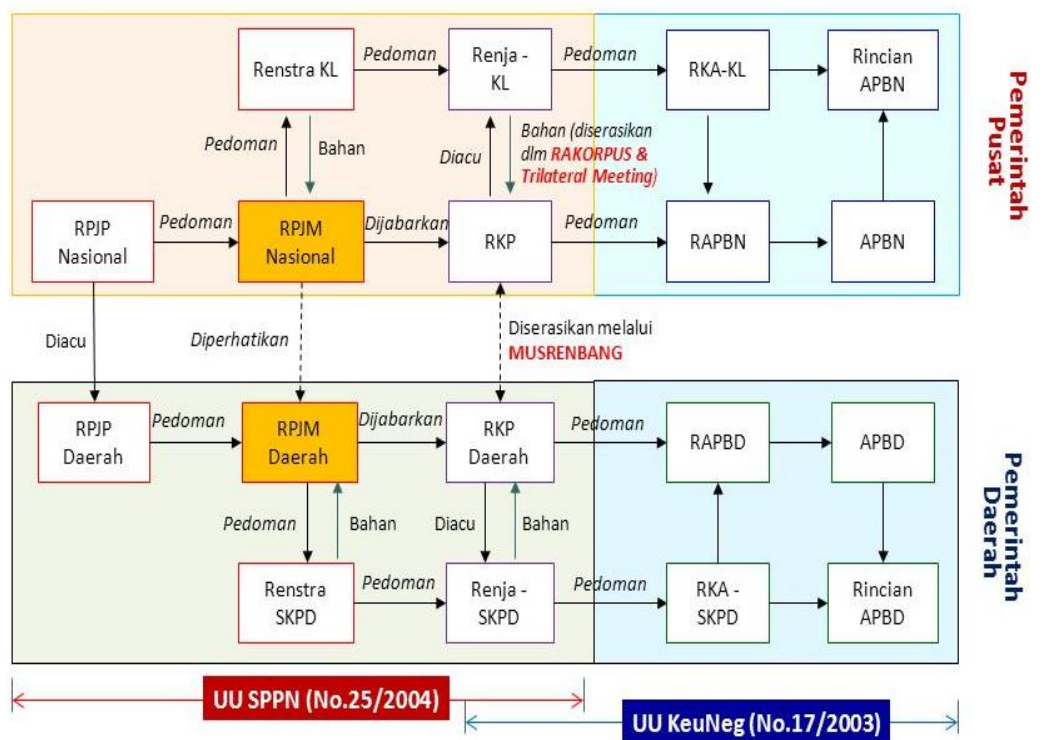 Renstra KL
Pedoman
Renja -
KL
Pedoman
RKA-KL
Rincian
APBN
Pedoman
Bahan
Diacu
Bahan (diserasikan
dlm RAKORPUS &
Trilateral Meeting)
RPJP
Nasional
Pedoman
RPJM
Nasional
Dijabarkan
RKP
Pedoman
RAPBN
APBN
Pemerintah
Pusat
Diacu
Diperhatikan
Diserasikan melalui
MUSRENBANG
RPJP
Daerah
Pedoman
RPJM
Daerah
Dijabarkan
RKP
Daerah
Pedoman
RAPBD
APBD
Pedoman
Bahan
Diacu
Bahan
Renstra
SKPD
Pedoman
Renja -
SKPD
Pedoman
RKA -
SKPD
Rincian
APBD
Pemerintah
Daerah
UU SPPN (No.25/2004)
UU KeuNeg (No.17/2003)